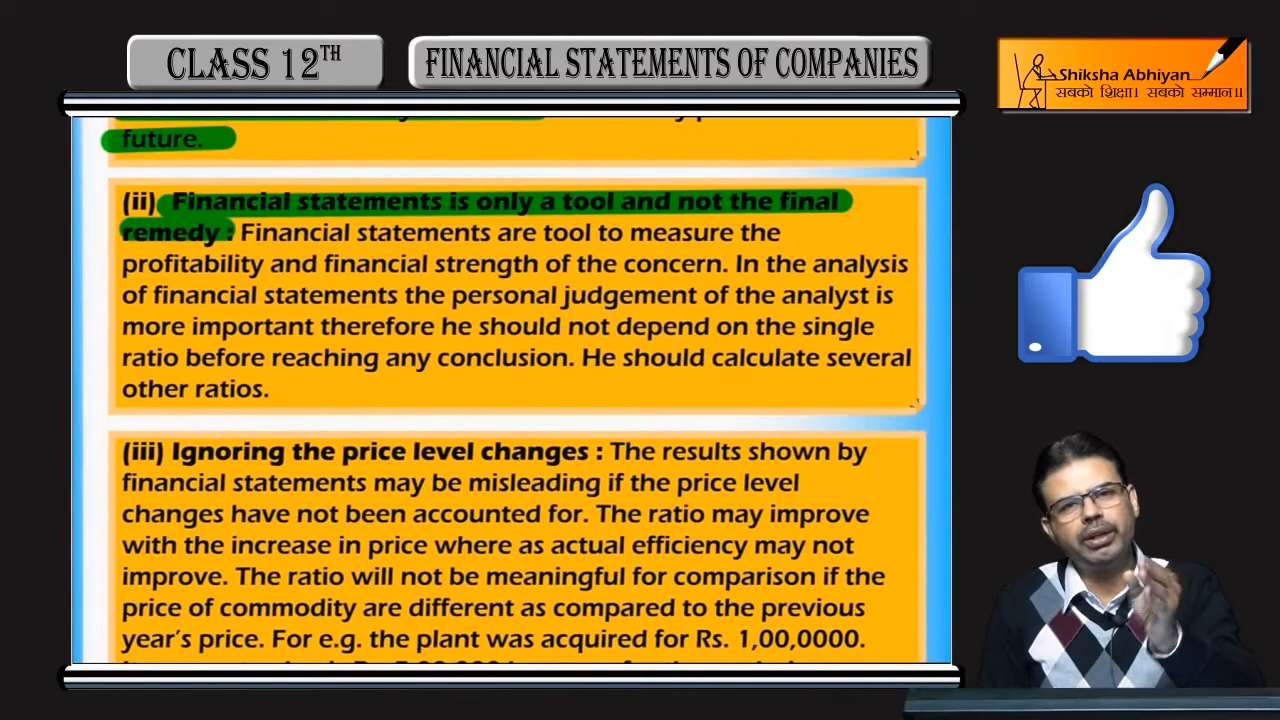 CLASS 12TH
FINANCIAL STATEMENTS OF COMPANIES
Shiksha Abhiyan
सबको शिक्षा। सबको सम्मान॥
future.
(ii) Financial statements is only a tool and not the final
remedy : Financial statements are tool to measure the
profitability and financial strength of the concern. In the analysis
of financial statements the personal judgement of the analyst is
more important therefore he should not depend on the single
ratio before reaching any conclusion. He should calculate several
other ratios.
(iii) Ignoring the price level changes : The results shown by
financial statements may be misleading if the price level
changes have not been accounted for. The ratio may improve
with the increase in price where as actual efficiency may not
improve. The ratio will not be meaningful for comparison if the
price of commodity are different as compared to the previous
year's price. For e.g. the plant was acquired for Rs. 1,00,0000.